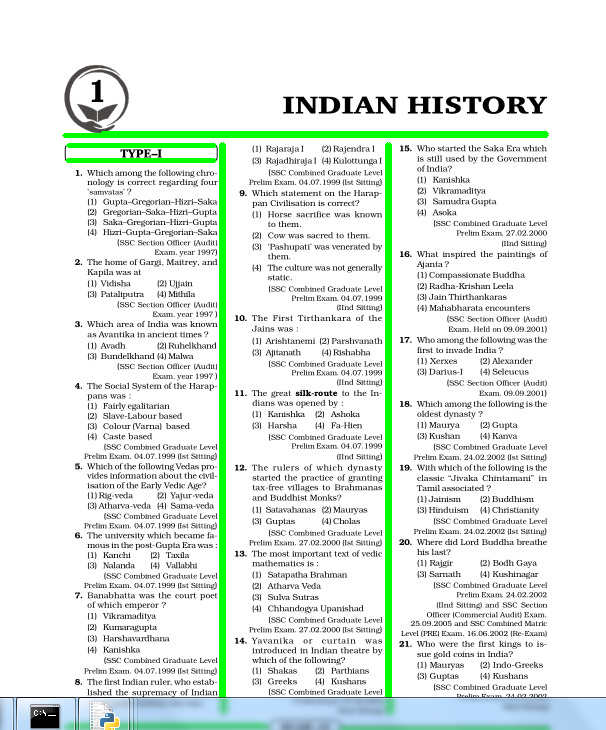 1
INDIAN HISTORY
TYPE–I
1. Which among the following chro-
nology is correct regarding four
'samvatas' ?
(1) Gupta–Gregorian–Hizri–Saka
(2) Gregorian–Saka–Hizri–Gupta
(3) Saka–Gregorian–Hizri–Gupta
(4) Hizri–Gupta–Gregorian–Saka
(SSC Section Officer (Audit)
Exam. year 1997)
2. The home of Gargi, Maitrey, and
Kapila was at
(1) Vidisha (2) Ujjain
(3) Pataliputra (4) Mithila
(SSC Section Officer (Audit)
Exam. year 1997 )
3. Which area of India was known
as Avantika in ancient times ?
(1) Avadh (2) Ruhelkhand
(3) Bundelkhand (4) Malwa
(SSC Section Officer (Audit)
Exam. year 1997 )
4. The Social System of the Harap-
pans was :
(1) Fairly egalitarian
(2) Slave-Labour based
(3) Colour (Varna) based
(4) Caste based
(SSC Combined Graduate Level
Prelim Exam. 04.07.1999 (Ist Sitting)
5. Which of the following Vedas pro-
vides information about the civil-
isation of the Early Vedic Age?
(1) Rig-veda (2) Yajur-veda
(3) Atharva-veda (4) Sama-veda
(SSC Combined Graduate Level
Prelim Exam. 04.07.1999 (Ist Sitting)
6. The university which became fa-
mous in the post-Gupta Era was :
(1) Kanchi (2) Taxila
(3) Nalanda (4) Vallabhi
(SSC Combined Graduate Level
Prelim Exam. 04.07.1999 (Ist Sitting)
7. Banabhatta was the court poet
of which emperor ?
(1) Vikramaditya
(2) Kumaragupta
(3) Harshavardhana
(4) Kanishka
(SSC Combined Graduate Level
Prelim Exam. 04.07.1999 (Ist Sitting)
8. The first Indian ruler, who estab-
lished the supremacy of Indian
(1) Rajaraja I (2) Rajendra I
(3) Rajadhiraja I (4) Kulottunga I
(SSC Combined Graduate Level
Prelim Exam. 04.07.1999 (Ist Sitting)
9. Which statement on the Harap-
pan Civilisation is correct?
(1) Horse sacrifice was known
to them.
(2) Cow was sacred to them.
(3) 'Pashupati' was venerated by
them.
(4) The culture was not generally
static.
(SSC Combined Graduate Level
Prelim Exam. 04.07.1999
(IInd Sitting)
10. The First Tirthankara of the
Jains was :
(1) Arishtanemi (2) Parshvanath
(3) Ajitanath (4) Rishabha
(SSC Combined Graduate Level
Prelim Exam. 04.07.1999
(IInd Sitting)
11. The great silk-route to the In-
dians was opened by :
(1) Kanishka (2) Ashoka
(3) Harsha (4) Fa-Hien
(SSC Combined Graduate Level
Prelim Exam. 04.07.1999
(IInd Sitting)
12. The rulers of which dynasty
started the practice of granting
tax-free villages to Brahmanas
and Buddhist Monks?
(1) Satavahanas (2) Mauryas
(3) Guptas (4) Cholas
(SSC Combined Graduate Level
Prelim Exam. 27.02.2000 (Ist Sitting)
13. The most important text of vedic
mathematics is :
(1) Satapatha Brahman
(2) Atharva Veda
(3) Sulva Sutras
(4) Chhandogya Upanishad
(SSC Combined Graduate Level
Prelim Exam. 27.02.2000 (Ist Sitting)
14. Yavanika or curtain was
introduced in Indian theatre by
which of the following?
(1) Shakas (2) Parthians
(3) Greeks (4) Kushans
(SSC Combined Graduate Level
15. Who started the Saka Era which
is still used by the Government
of India?
(1) Kanishka
(2) Vikramaditya
(3) Samudra Gupta
(4) Asoka
(SSC Combined Graduate Level
Prelim Exam. 27.02.2000
(IInd Sitting)
16. What inspired the paintings of
Ajanta ?
(1) Compassionate Buddha
(2) Radha-Krishan Leela
(3) Jain Thirthankaras
(4) Mahabharata encounters
(SSC Section Officer (Audit)
Exam. Held on 09.09.2001)
17. Who among the following was the
first to invade India ?
(1) Xerxes (2) Alexander
(3) Darius-I (4) Seleucus
(SSC Section Officer (Audit)
Exam. 09.09.2001)
18. Which among the following is the
oldest dynasty ?
(1) Maurya (2) Gupta
(3) Kushan (4) Kanva
(SSC Combined Graduate Level
Prelim Exam. 24.02.2002 (Ist Sitting)
19. With which of the following is the
classic "Jivaka Chintamani" in
Tamil associated ?
(1) Jainism (2) Buddhism
(3) Hinduism (4) Christianity
(SSC Combined Graduate Level
Prelim Exam. 24.02.2002 (Ist Sitting)
20. Where did Lord Buddha breathe
his last?
(1) Rajgir (2) Bodh Gaya
(3) Sarnath (4) Kushinagar
(SSC Combined Graduate Level
Prelim Exam. 24.02.2002
(IInd Sitting) and SSC Section
Officer (Commercial Audit) Exam.
25.09.2005 and SSC Combined Matric
Level (PRE) Exam. 16.06.2002 (Re-Exam)
21. Who were the first kings to is-
sue gold coins in India?
(1) Mauryas (2) Indo-Greeks
(3) Guptas (4) Kushans
(SSC Combined Graduate Level
Prelim Exam. 24.02.2002
C:\_